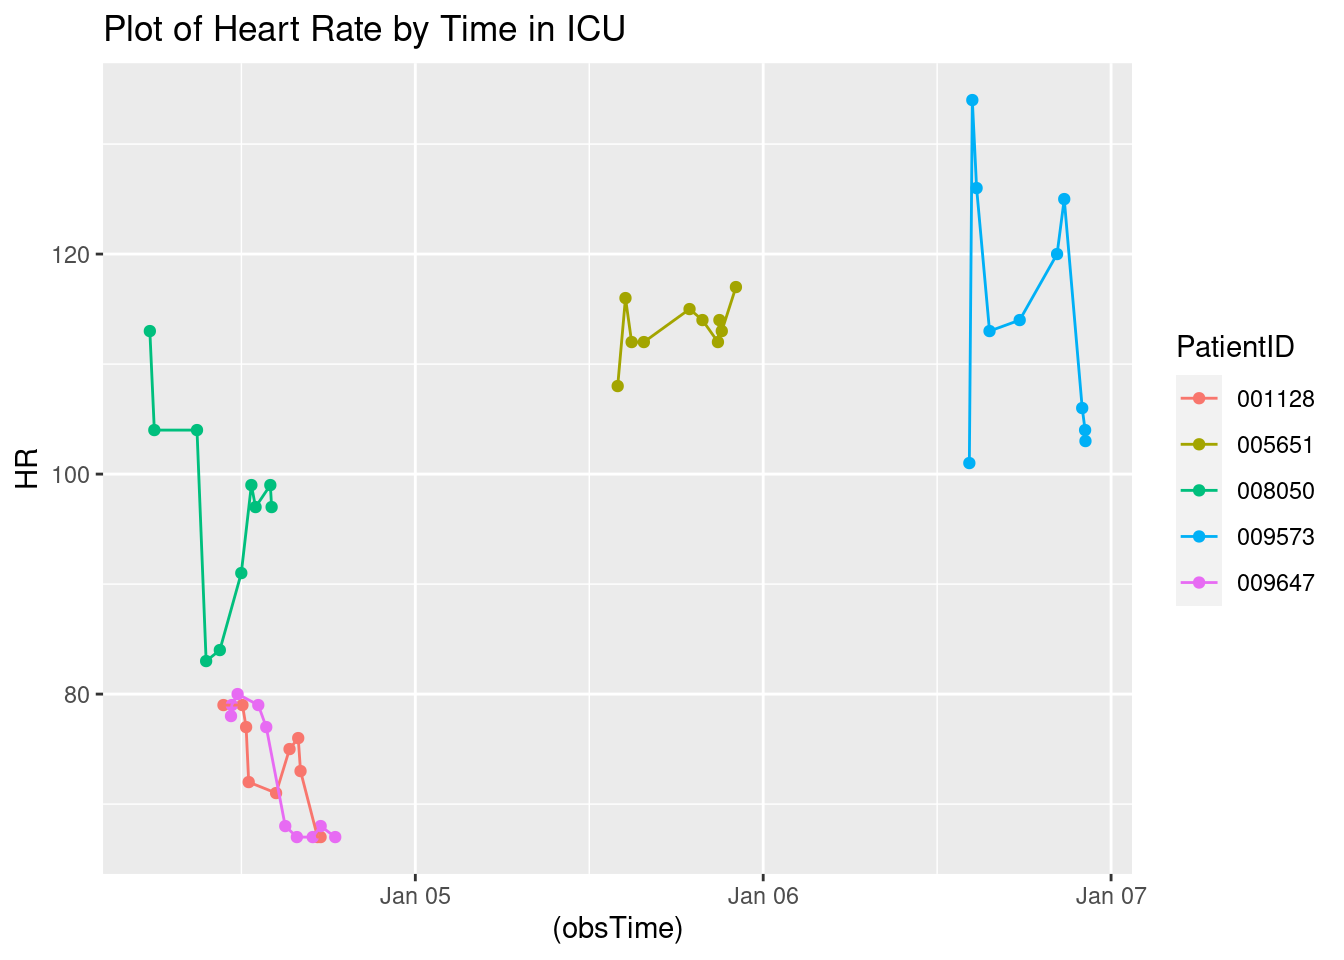 Plot of Heart Rate by Time in ICU
HR
120
100
80
Jan 05
Jan 06
Jan 07
(obsTime)
PatientID
001128
005651
008050
009573
009647